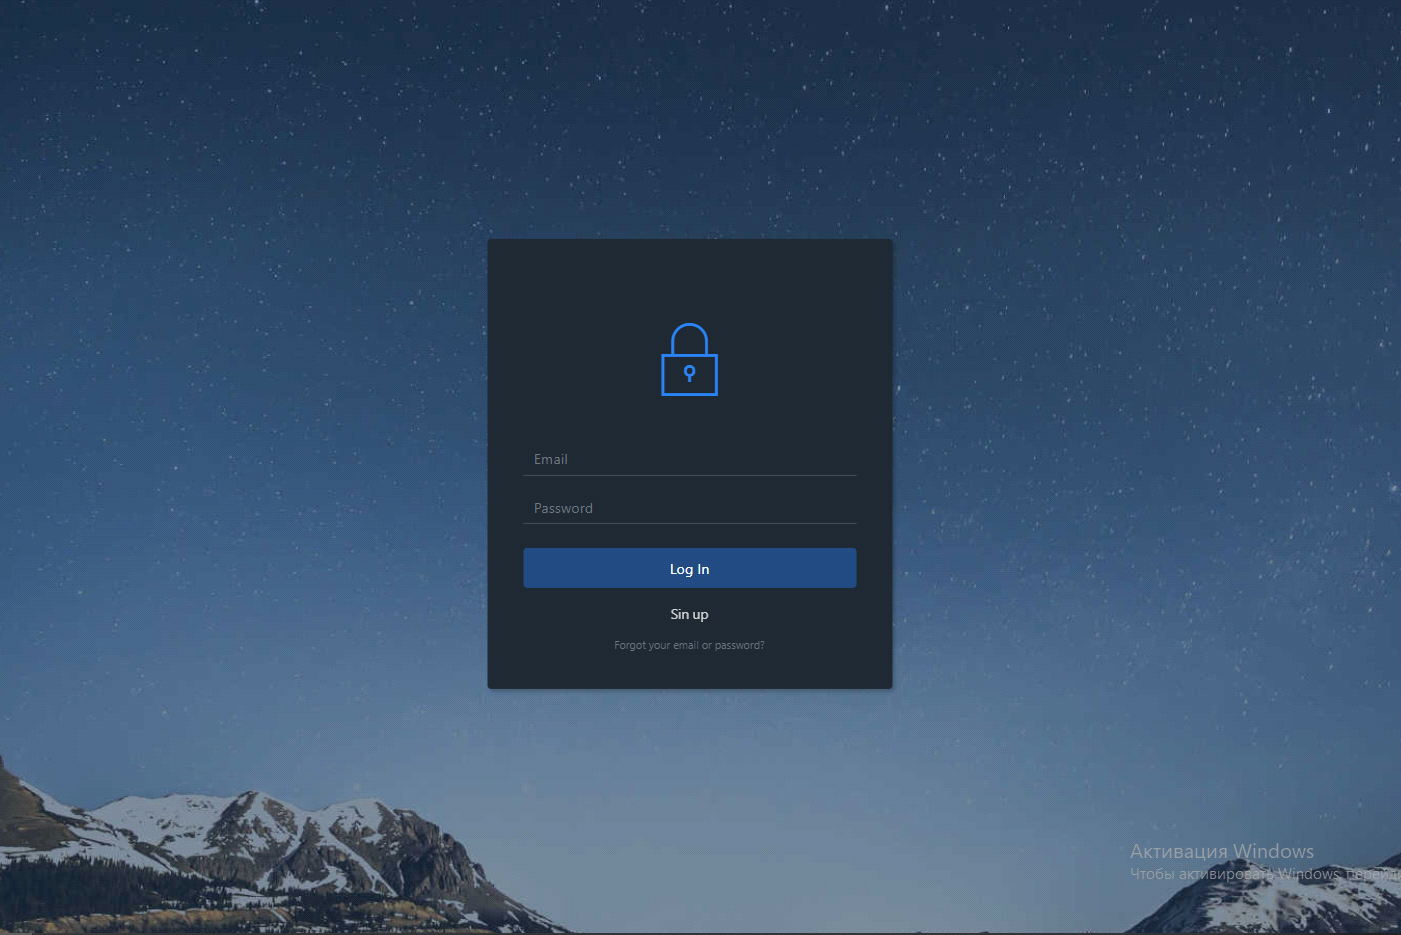 Email
Password
Log In
Sin up
Forgot your email or password?
Активация Windows
Чтобы активировать Windows,